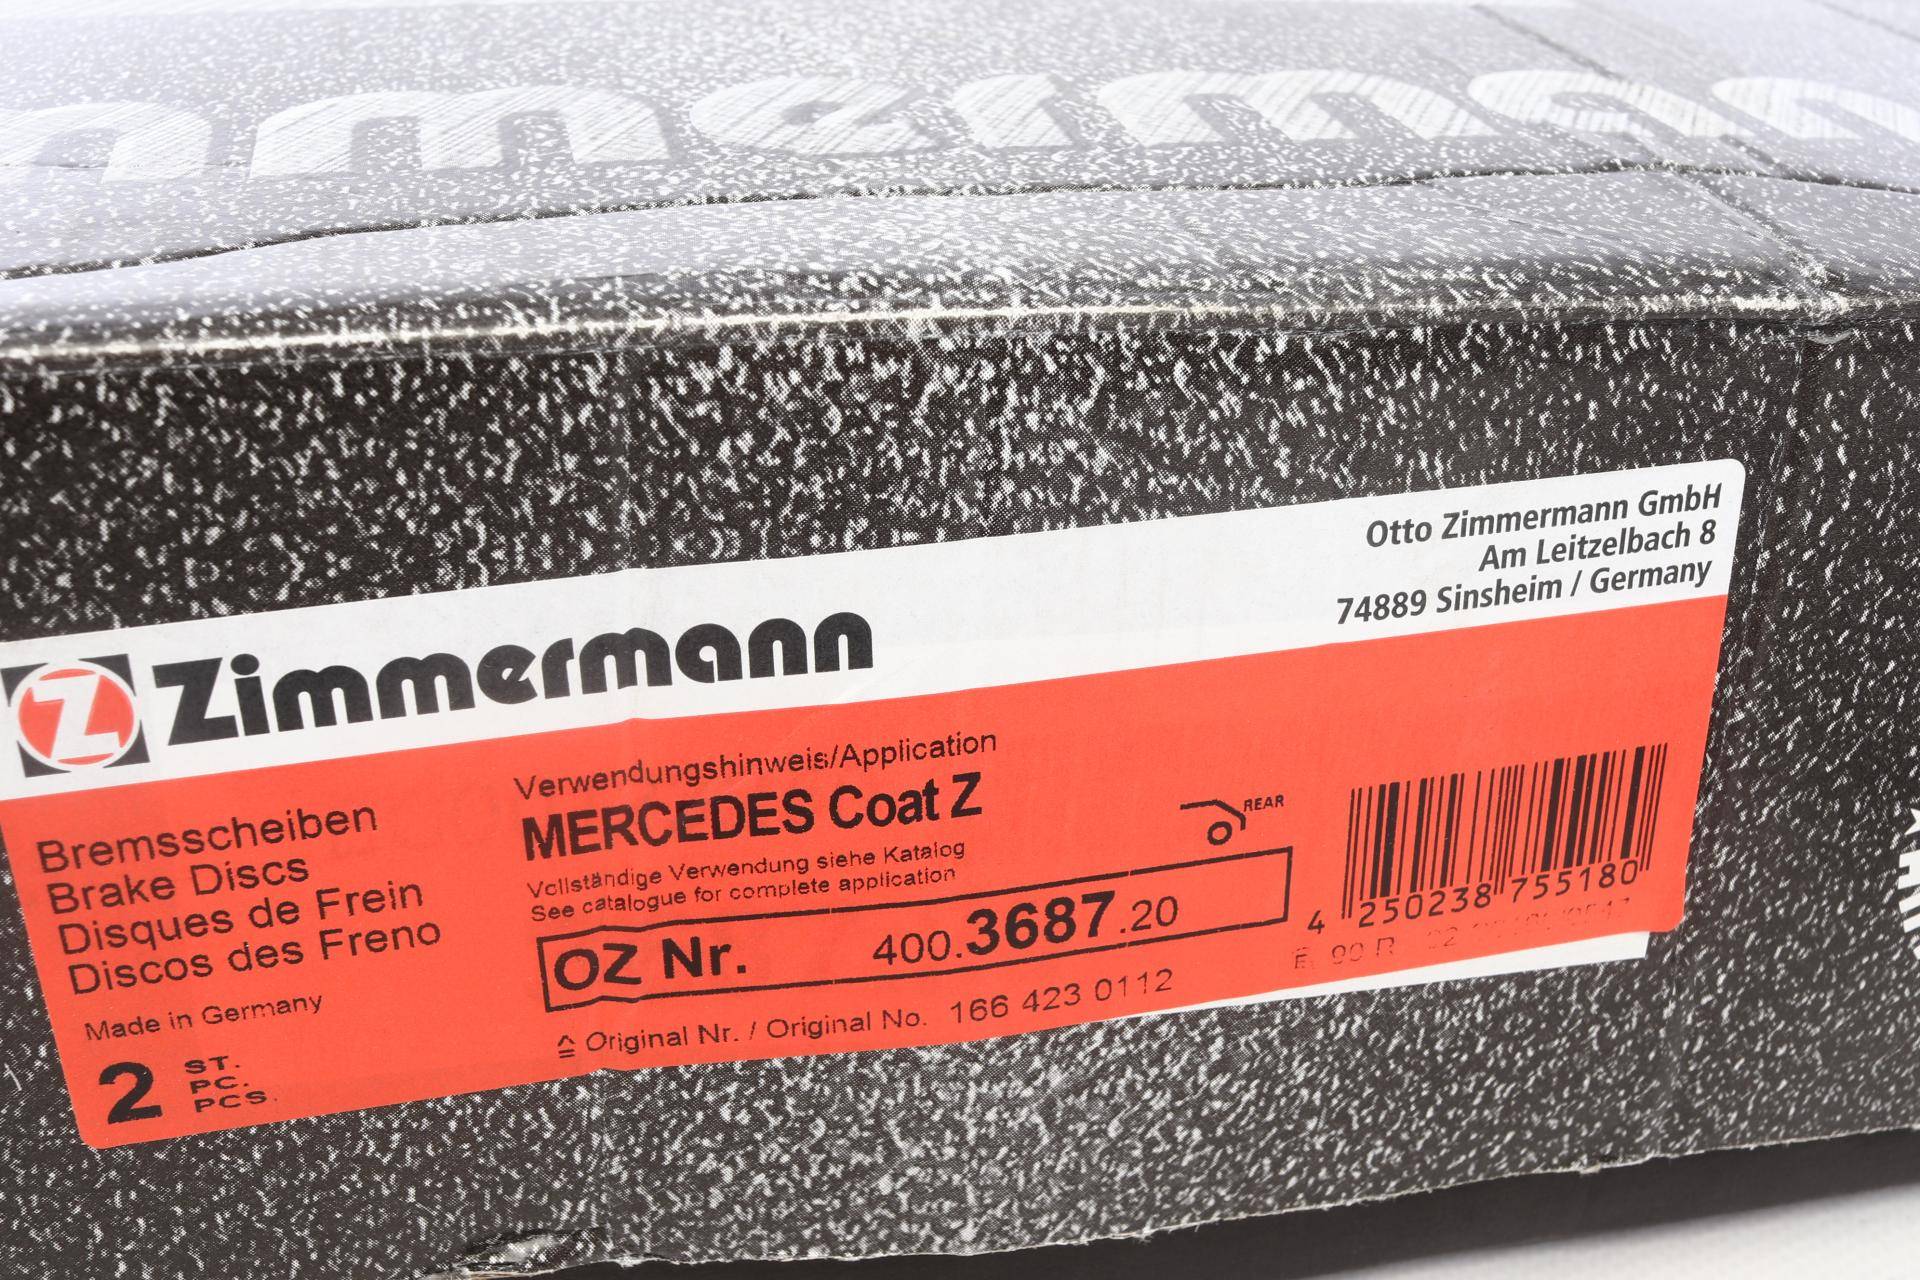 Zimmermann
Otto Zimmermann GmbH
Am Leitzelbach 8
74889 Sinsheim / Germany
Bremsscheiben
Brake Discs
Disques de Frein
Discos des Freno
Made in Germany
2 ST.
PC.
PCS.
Verwendungshinweis/Application
MERCEDES Coat Z
Vollständige Verwendung siehe Katalog
See catalogue for complete application
REAR
OZ Nr. 400.3687.20
≙ Original Nr. / Original No. 166 423 0112
4 250238 755180